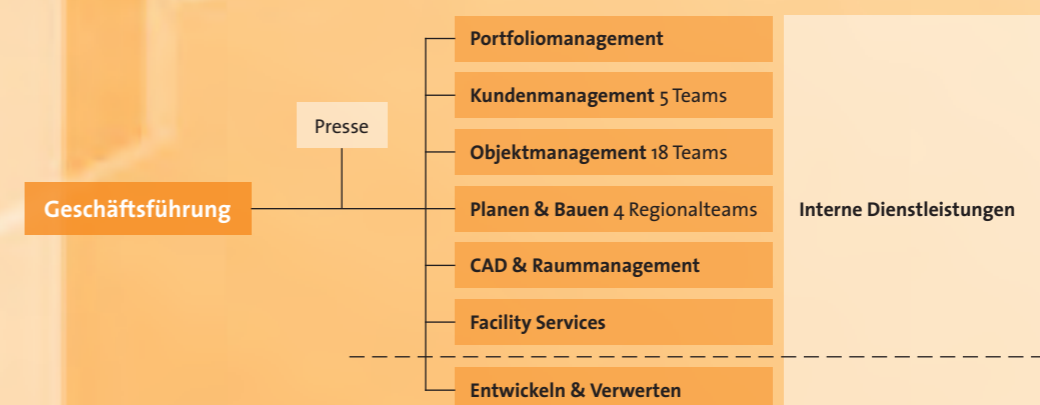 Portfoliomanagement
Kundenmanagement 5 Teams
Presse
Objektmanagement 18 Teams
Geschäftsführung
Planen & Bauen 4 Regionalteams
Interne Dienstleistungen
CAD & Raummanagement
Facility Services
Entwickeln & Verwerten